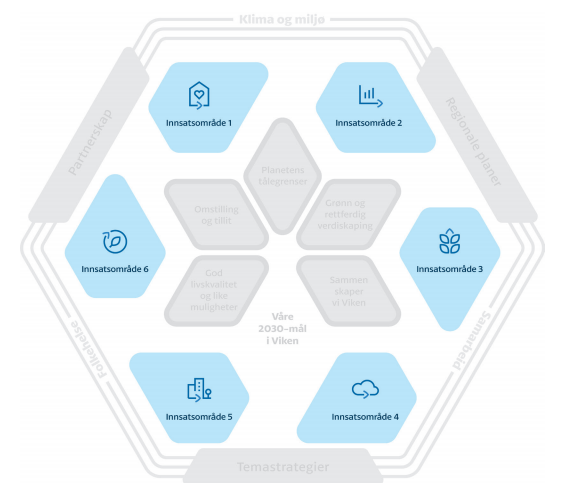 Klima og miljø
Partnerskap
Regionale planer
Innsatsområde 1
Innsatsområde 2
Planetens
tålegrenser
Omstilling
og tillit
Grønn og
rettferdig
verdiskaping
Innsatsområde 6
Innsatsområde 3
God
livskvalitet
og like
muligheter
Sammen
skaper
vi Viken
Våre
2030-mål
i Viken
Folkehelse
Samarbeid
Innsatsområde 5
Innsatsområde 4
Temastrategier